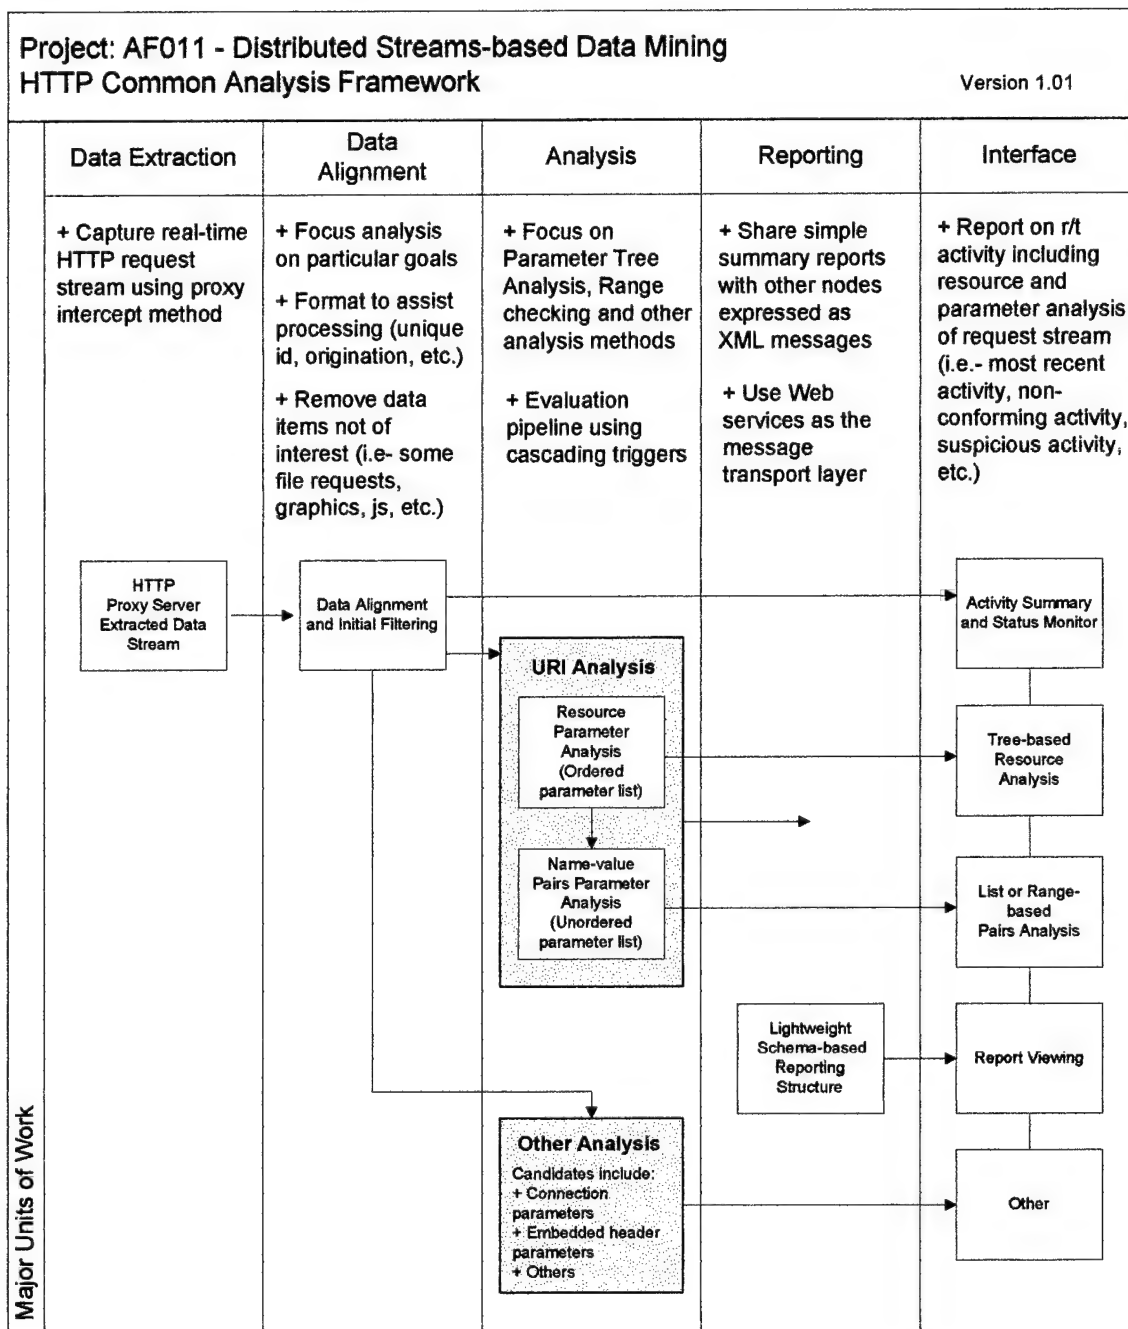 Project: AF011 - Distributed Streams-based Data Mining
HTTP Common Analysis Framework
Version 1.01
Data Extraction
Data
Alignment
Analysis
Reporting
Interface
+ Capture real-time
HTTP request
stream using proxy
intercept method
+ Focus analysis
on particular goals
+ Format to assist
processing (unique
id, origination, etc.)
+ Remove data
items not of
interest (i.e- some
file requests,
graphics, js, etc.)
+ Focus on
Parameter Tree
Analysis, Range
checking and other
analysis methods
+ Evaluation
pipeline using
cascading triggers
+ Share simple
summary reports
with other nodes
expressed as
XML messages
+ Use Web
services as the
message
transport layer
+ Report on r/t
activity including
resource and
parameter analysis
of request stream
(i.e.- most recent
activity, non-
conforming activity,
suspicious activity,
etc.)
HTTP
Proxy Server
Extracted Data
Stream
Data Alignment
and Initial Filtering
Activity Summary
and Status Monitor
URI Analysis
Resource
Parameter
Analysis
(Ordered
parameter list)
Tree-based
Resource
Analysis
Name-value
Pairs Parameter
Analysis
(Unordered
parameter list)
List or Range-
based
Pairs Analysis
Lightweight
Schema-based
Reporting
Structure
Report Viewing
Other Analysis
Candidates include:
+ Connection
parameters
+ Embedded header
parameters
+ Others
Other
Major Units of Work